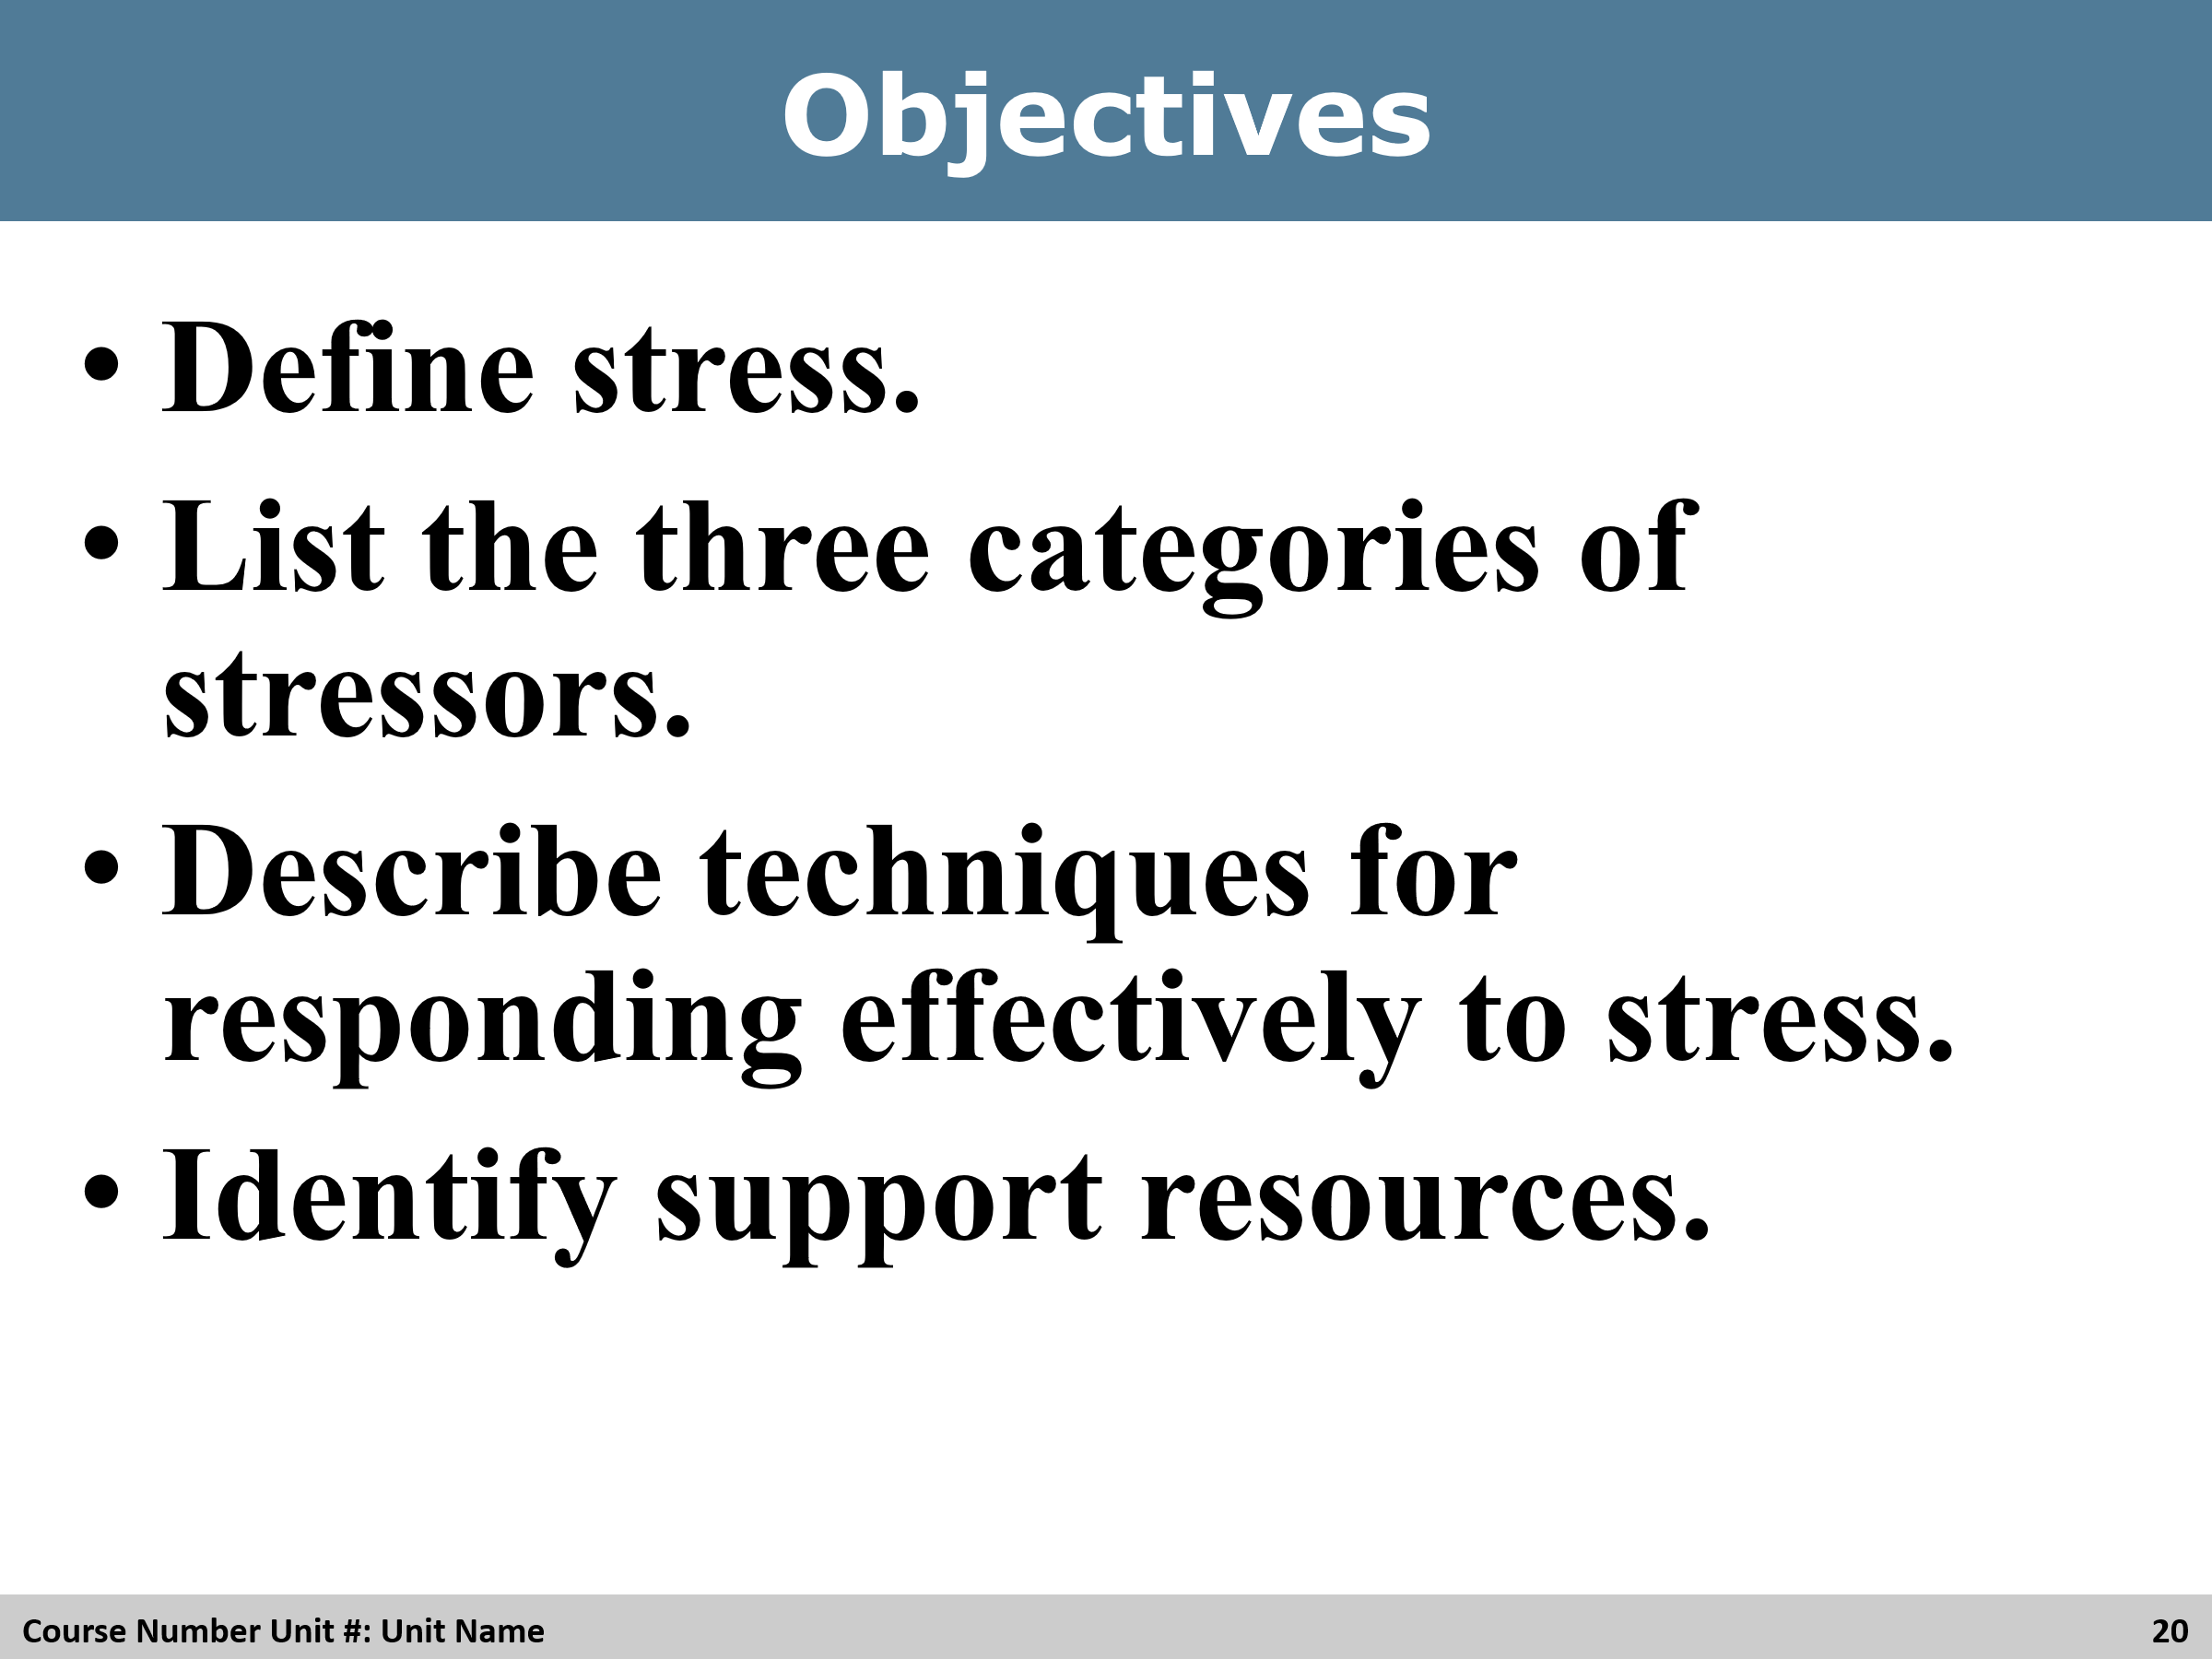 Objectives
• Define stress.
• List the three categories of
stressors.
• Describe techniques for
responding effectively to stress.
• Identify support resources.
Course Number Unit #: Unit Name
20